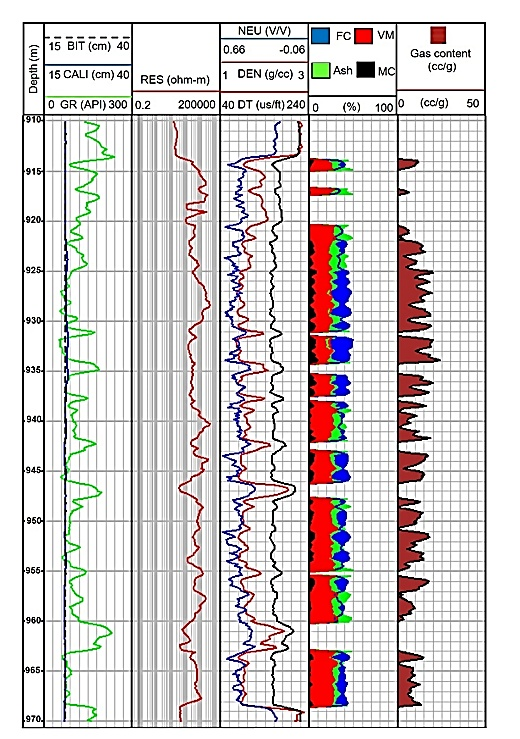 NEU (V/V)
0.66 -0.06
15 BIT (cm) 40
FC VM
15 CALI (cm) 40
RES (ohm-m)
1 DEN (g/cc) 3
Ash MC
Gas content
(cc/g)
Depth (m)
0 GR (API) 300
0.2 200000
40 DT (us/ft) 240
0 (%) 100
0 (cc/g) 50
910
915
920
925
930
935
940
945
950
955
960
965
970